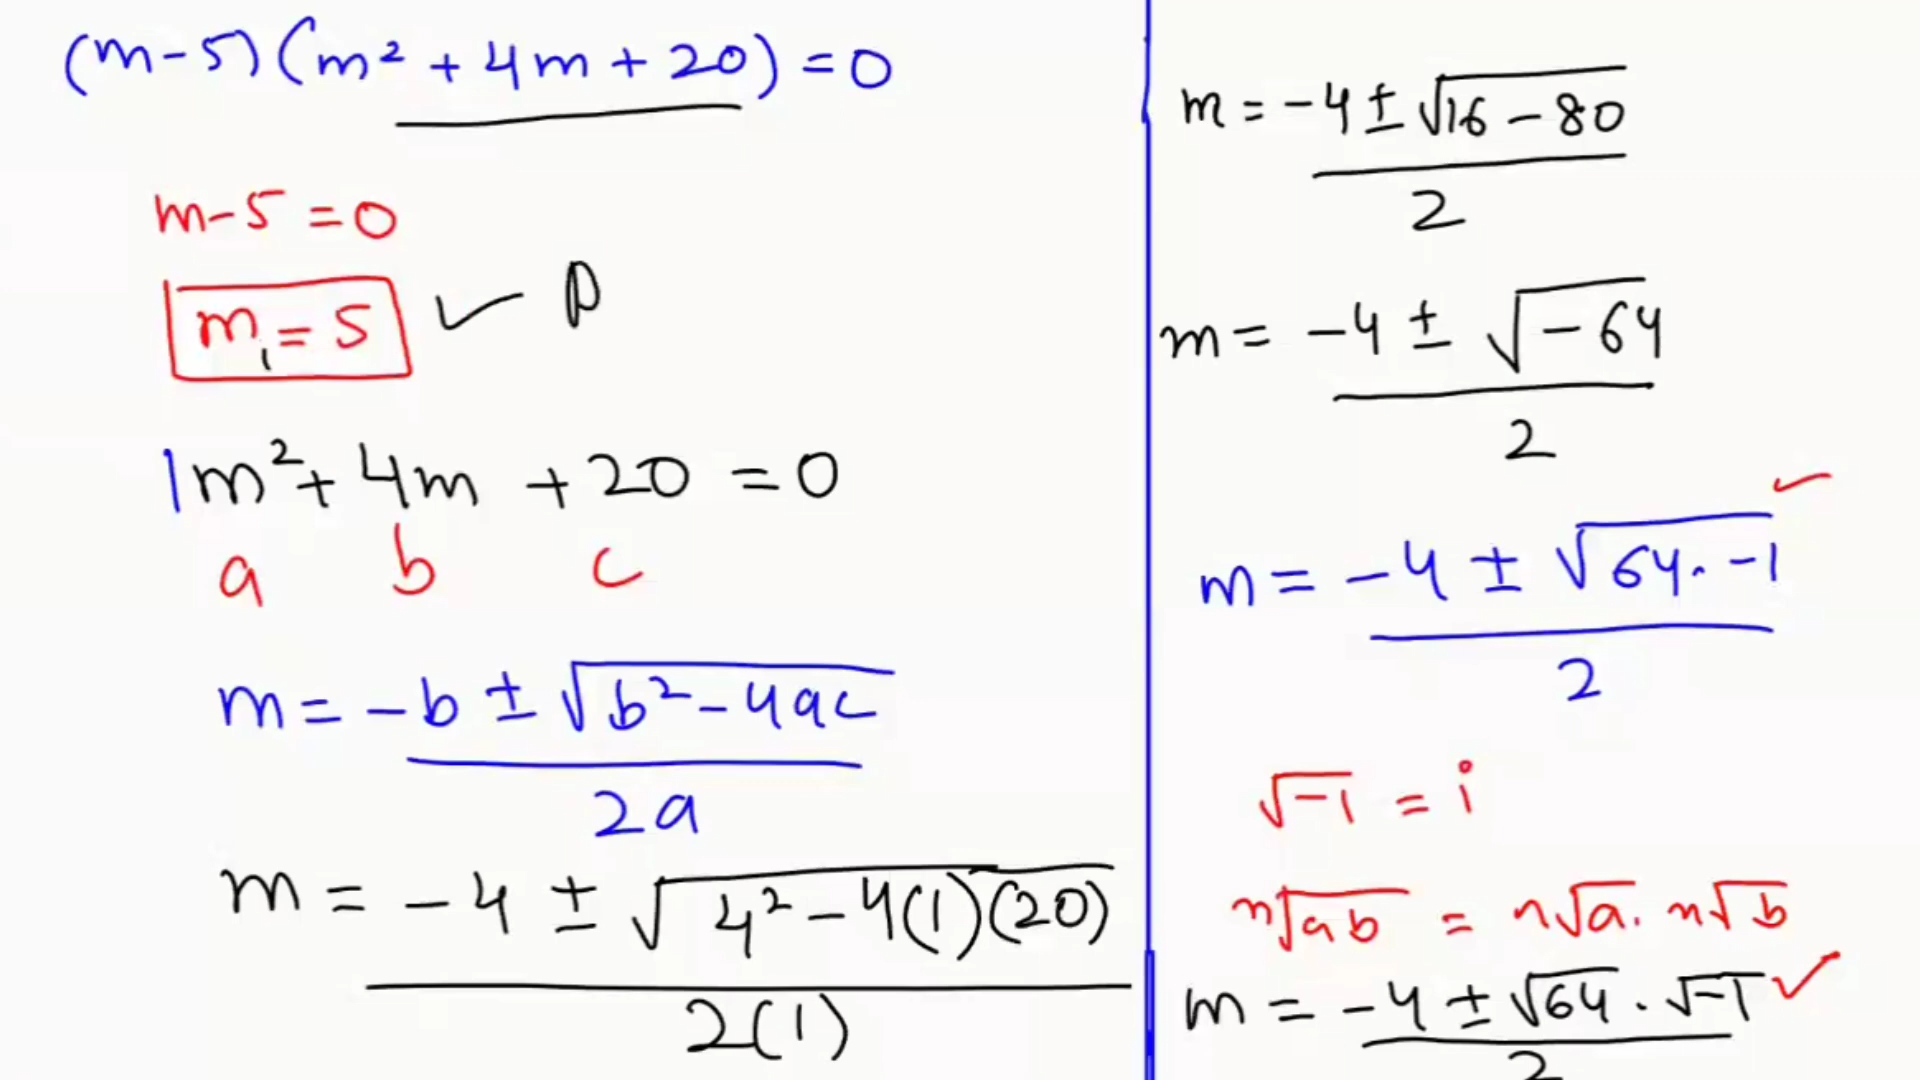 (m-5)(m² + 4m + 20) = 0
m-5 = 0
m₁ = 5 ✓
1m² + 4m + 20 = 0
a b c
m = -b ± √(b² - 4ac) / 2a
m = -4 ± √(4² - 4(1)(20)) / 2(1)
m = -4 ± √(16 - 80) / 2
m = -4 ± √(-64) / 2
m = -4 ± √(64 · -1) / 2 ✓
√-1 = i
ⁿ√ab = ⁿ√a · ⁿ√b
m = -4 ± √64 · √-1 / 2 ✓